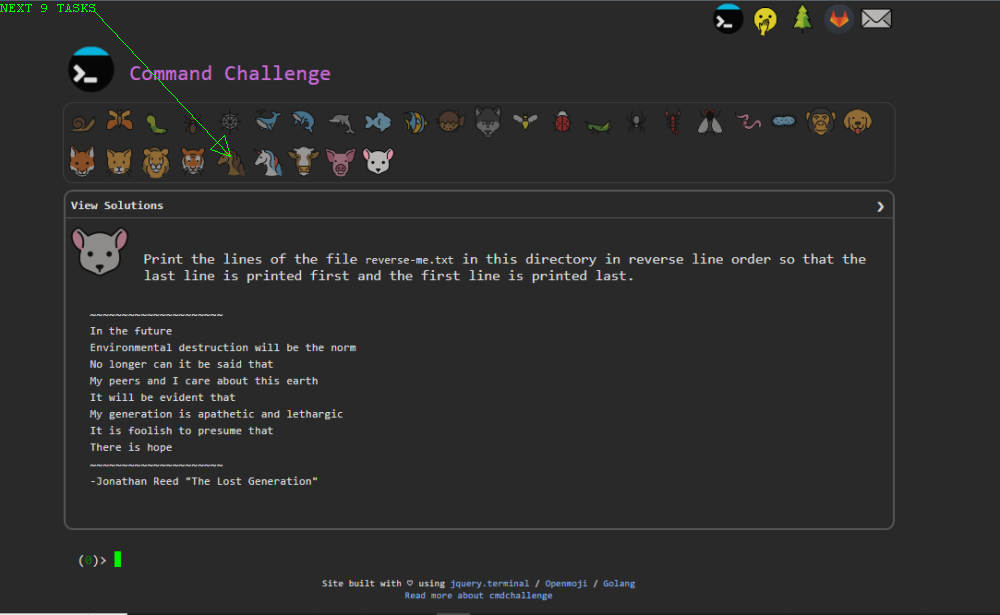 NEXT 9 TASKS
Command Challenge
View Solutions
Print the lines of the file reverse-me.txt in this directory in reverse line order so that the
last line is printed first and the first line is printed last.
~~~~~~~~~~~~~~~~~~~~~
In the future
Environmental destruction will be the norm
No longer can it be said that
My peers and I care about this earth
It will be evident that
My generation is apathetic and lethargic
It is foolish to presume that
There is hope
~~~~~~~~~~~~~~~~~~~~~
-Jonathan Reed "The Lost Generation"
(0)>
Site built with ♡ using jquery.terminal / Openmoji / Golang
Read more about cmdchallenge